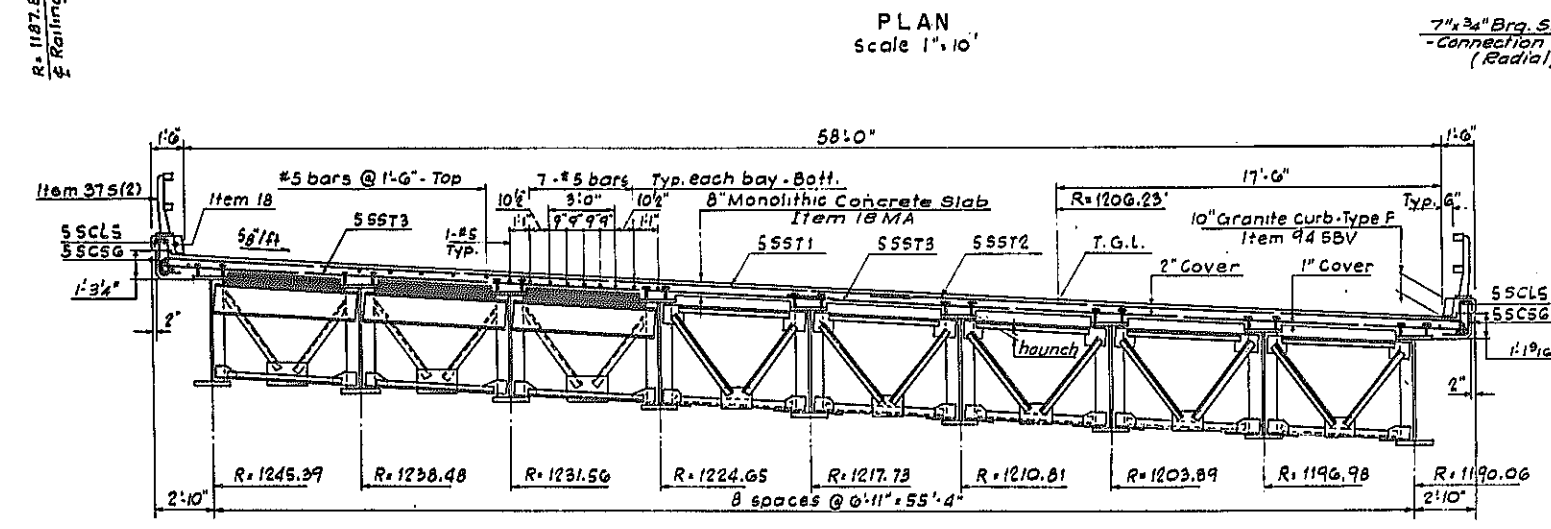 R= 1187.8
℄ Railing
PLAN
Scale 1"=10'
7"x 3/4" Brg. S
-Connection
(Radial)
1'-6"
58'-0"
1'-6"
Item 375(2)
#5 bars @ 1'-6" - Top
7 - #5 bars
Typ. each bay - Bott.
17'-6"
Item 18
10½"
3'-0"
10½"
8" Monolithic Concrete Slab
R= 1206.23'
Typ. 6"
5SCL5
5SCS6
5/8"/ft
5SST3
1-#5
Typ.
1'-1"
9" 9" 9" 9"
1'-1"
Item 18 MA
10" Granite Curb-Type F
Item 94 5BV
5SST1
5SST3
5SST2
T.G.L.
2" Cover
1" Cover
1'-3¼"
2"
5SCL5
5SCS6
haunch
2"
R= 1245.39
R= 1238.48
R= 1231.56
R= 1224.65
R= 1217.73
R= 1210.81
R= 1203.89
R= 1196.98
R= 1190.06
2'-10"
8 spaces @ 6'-11" = 55'-4"
2'-10"